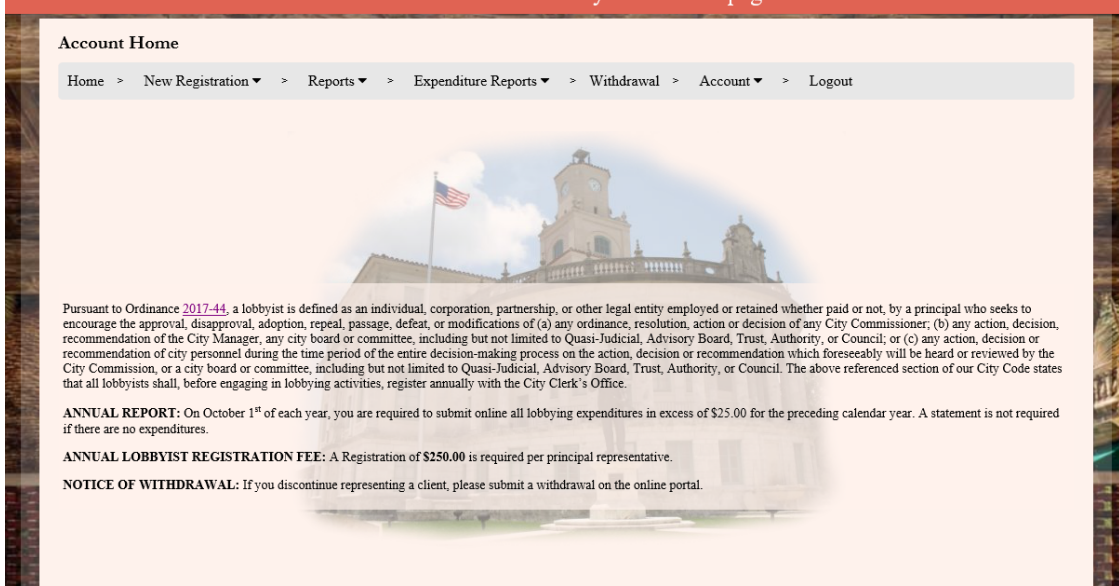 Account Home
Home > New Registration > Reports > Expenditure Reports > Withdrawal > Account > Logout
Pursuant to Ordinance 2017-44, a lobbyist is defined as an individual, corporation, partnership, or other legal entity employed or retained whether paid or not, by a principal who seeks to
encourage the approval, disapproval, adoption, repeal, passage, defeat, or modifications of (a) any ordinance, resolution, action or decision of any City Commissioner; (b) any action, decision,
recommendation of the City Manager, any city board or committee, including but not limited to Quasi-Judicial, Advisory Board, Trust, Authority, or Council; or (c) any action, decision or
recommendation of city personnel during the time period of the entire decision-making process on the action, decision or recommendation which foreseeably will be heard or reviewed by the
City Commission, or a city board or committee, including but not limited to Quasi-Judicial, Advisory Board, Trust, Authority, or Council. The above referenced section of our City Code states
that all lobbyists shall, before engaging in lobbying activities, register annually with the City Clerk's Office.
ANNUAL REPORT: On October 1st of each year, you are required to submit online all lobbying expenditures in excess of $25.00 for the preceding calendar year. A statement is not required
if there are no expenditures.
ANNUAL LOBBYIST REGISTRATION FEE: A Registration of $250.00 is required per principal representative.
NOTICE OF WITHDRAWAL: If you discontinue representing a client, please submit a withdrawal on the online portal.